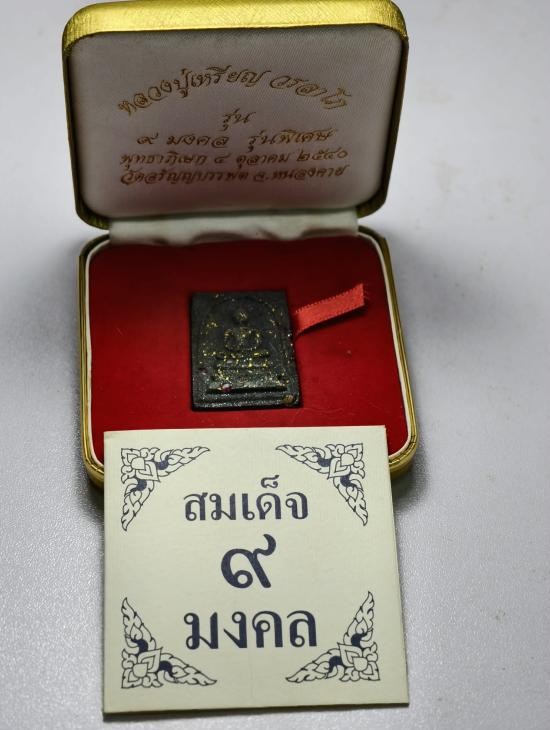 หลวงปู่เหรียญ วรลาโภ
รุ่น
๙ มงคล รุ่นพิเศษ
พุทธาภิเษก ๔ ตุลาคม ๒๕๔๐
วัดอรัญญบรรพต จ.หนองคาย
สมเด็จ
๙
มงคล